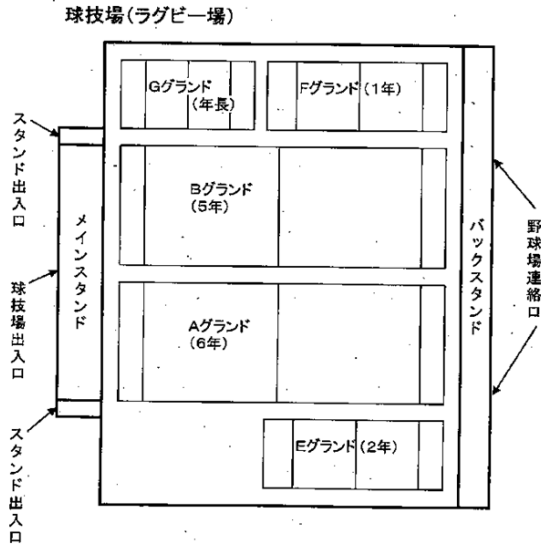 球技場(ラグビー場)
Gグランド
(年長)
Fグランド(1年)
スタンド出入口
Bグランド
(5年)
メインスタンド
バックスタンド
野球場連絡口
球技場出入口
Aグランド
(6年)
Eグランド(2年)
スタンド出入口